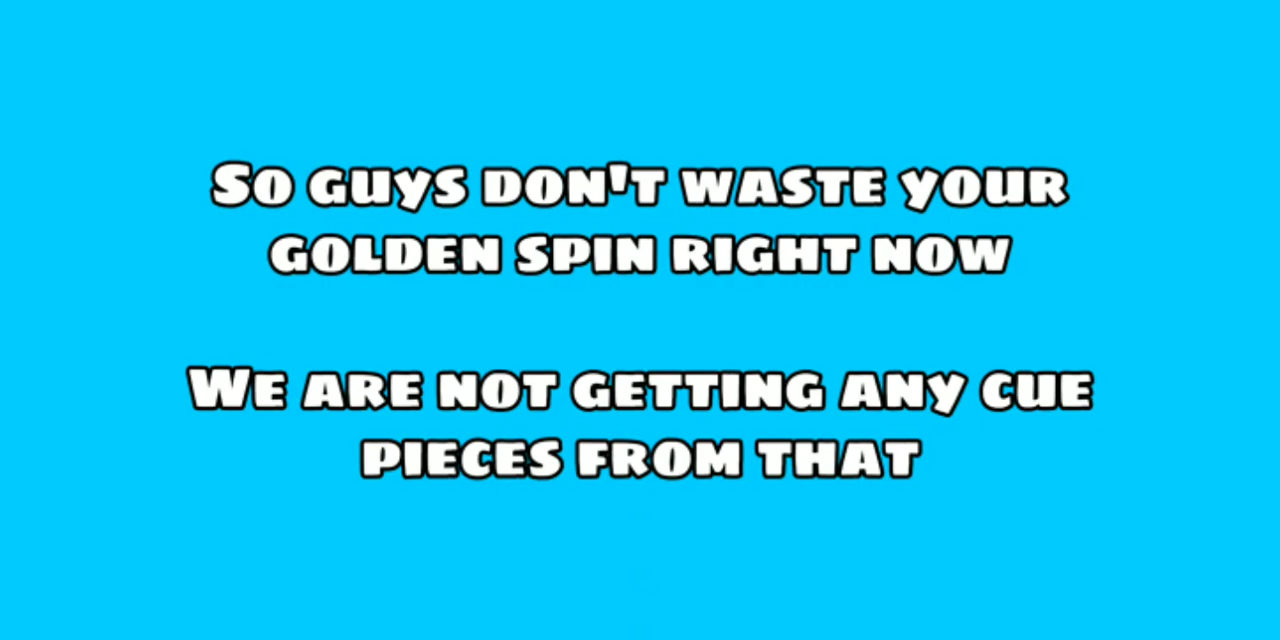 So guys don't waste your
golden spin right now
We are not getting any cue
pieces from that